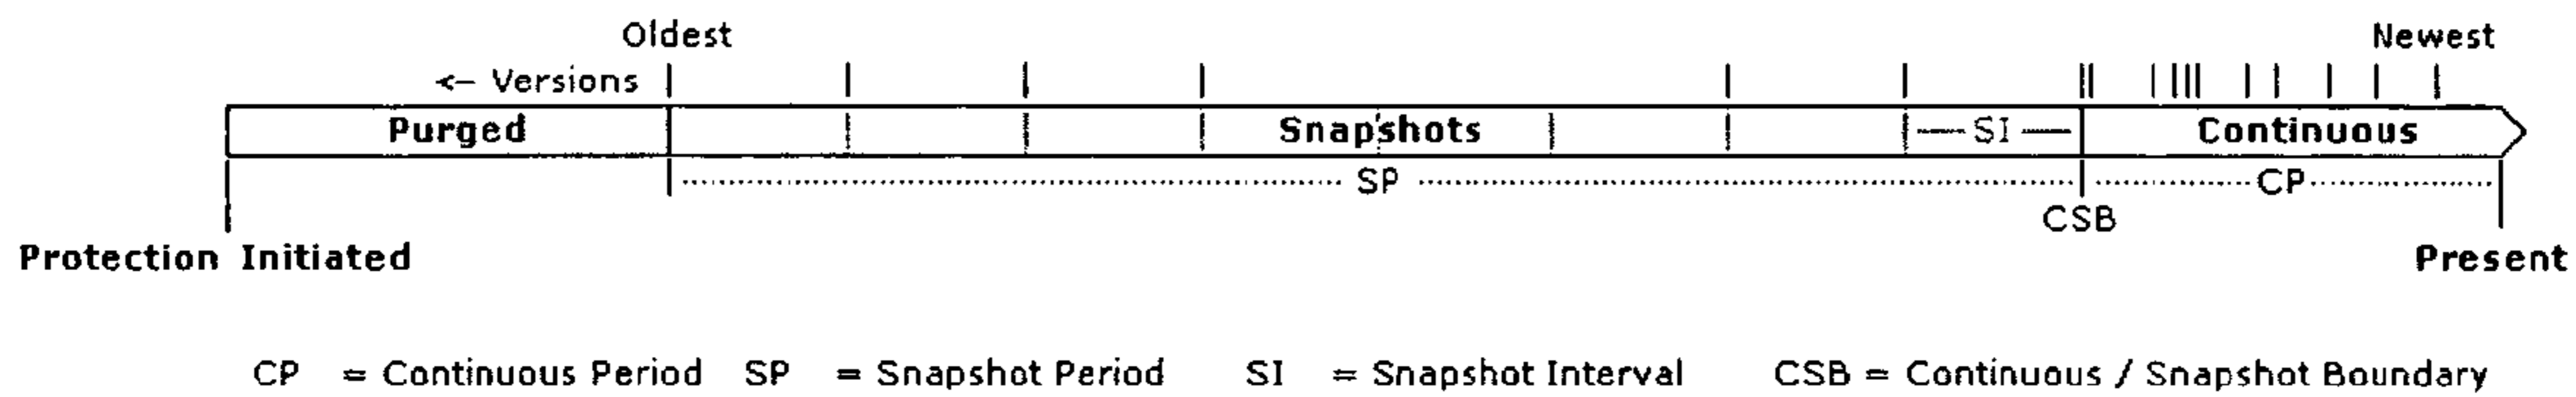 Oldest Newest
<– Versions
Purged Snapshots SI Continuous
SP CP
CSB
Protection Initiated Present
CP = Continuous Period SP = Snapshot Period SI = Snapshot Interval CSB = Continuous / Snapshot Boundary